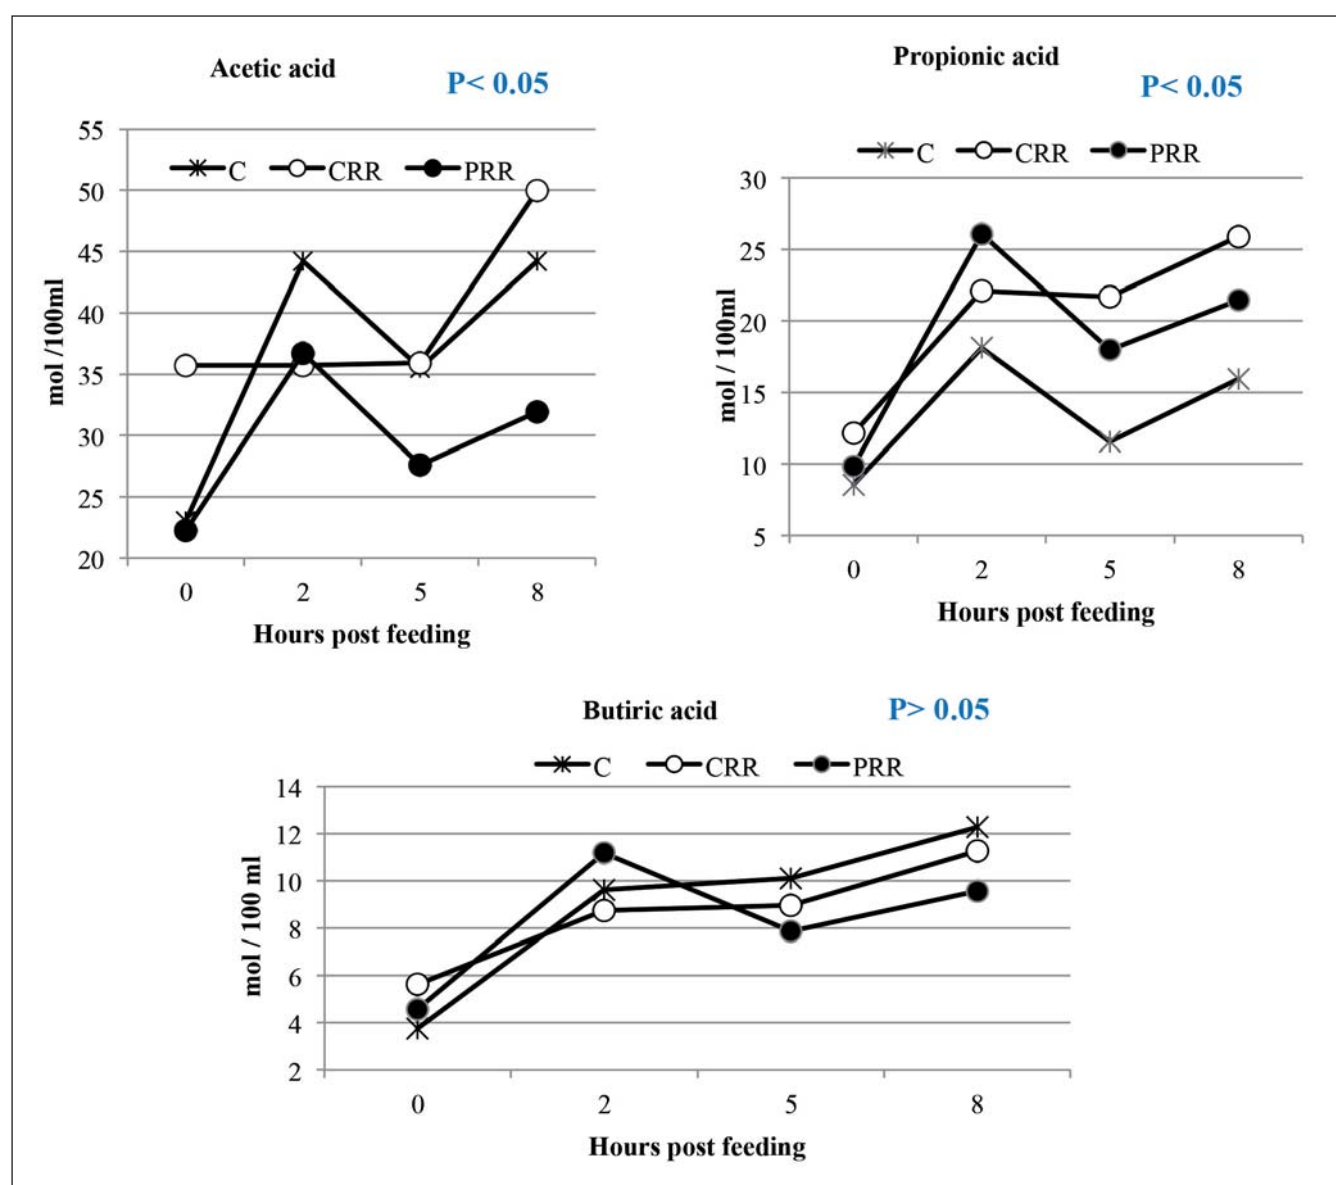 Acetic acid
P< 0.05
55
C CRR PRR
50
45
40
35
30
25
20
mol /100ml
0 2 5 8
Hours post feeding
Propionic acid
P< 0.05
C CRR PRR
30
25
20
15
10
5
mol / 100ml
0 2 5 8
Hours post feeding
Butiric acid
P> 0.05
C CRR PRR
14
12
10
8
6
4
2
mol / 100 ml
0 2 5 8
Hours post feeding